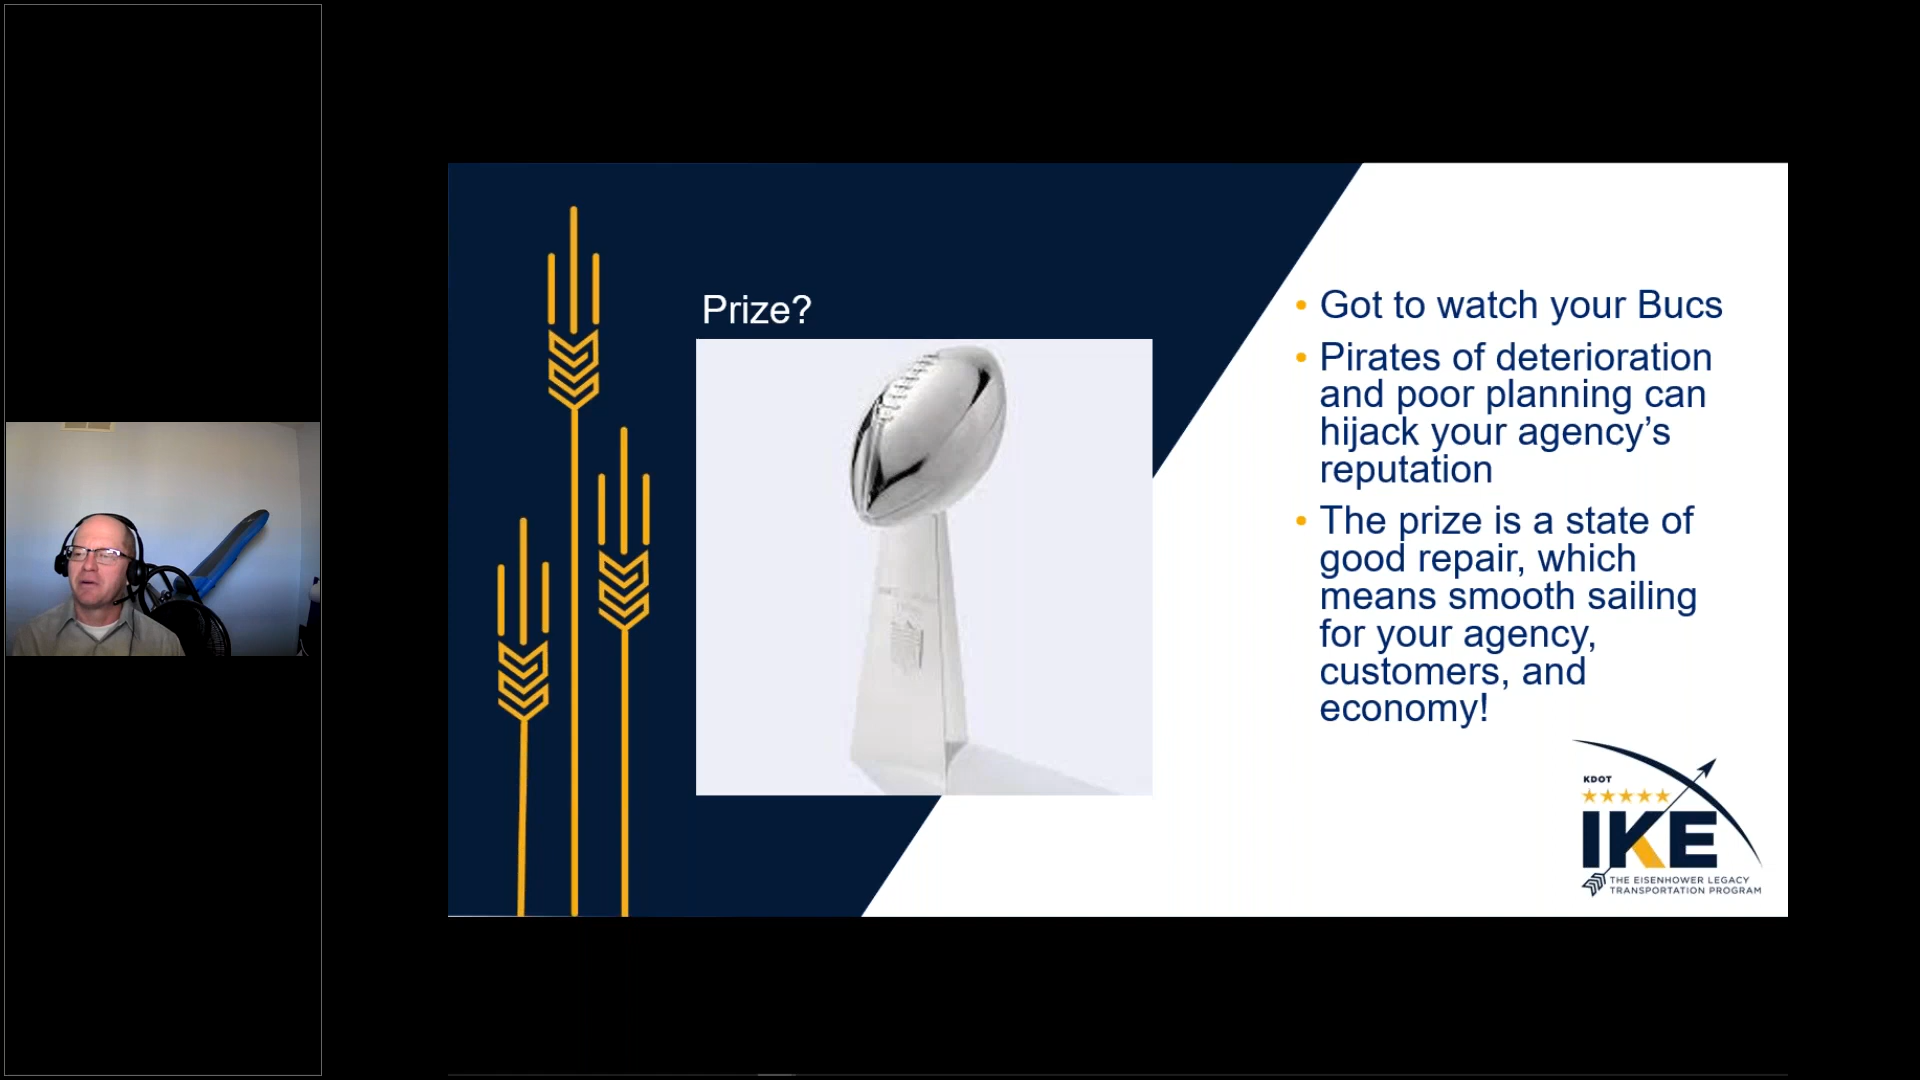 Prize?
• Got to watch your Bucs
• Pirates of deterioration
and poor planning can
hijack your agency’s
reputation
• The prize is a state of
good repair, which
means smooth sailing
for your agency,
customers, and
economy!
KDOT
IKE
THE EISENHOWER LEGACY
TRANSPORTATION PROGRAM